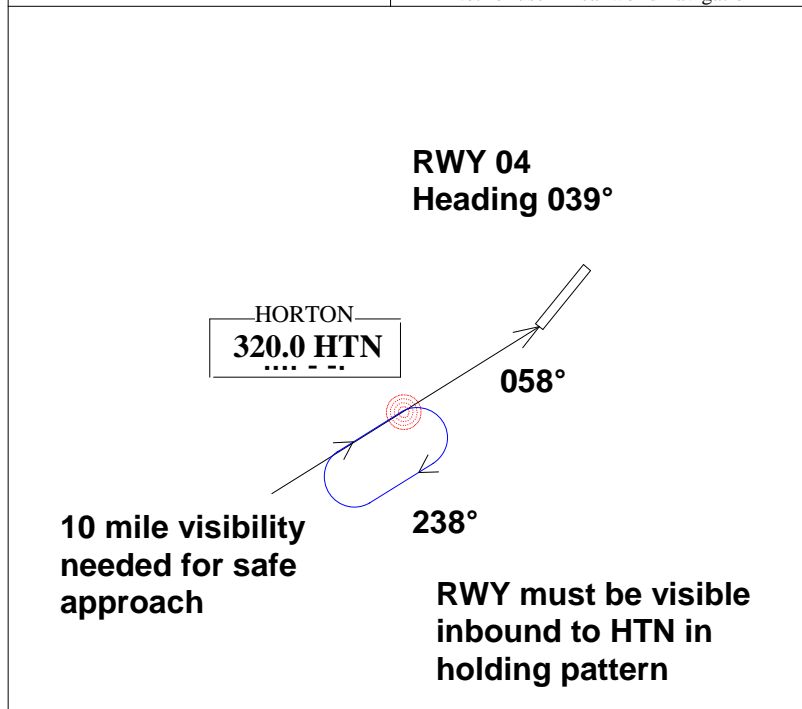 RWY 04
Heading 039°
HORTON
320.0 HTN
.... - -.
058°
10 mile visibility
needed for safe
approach
238°
RWY must be visible
inbound to HTN in
holding pattern